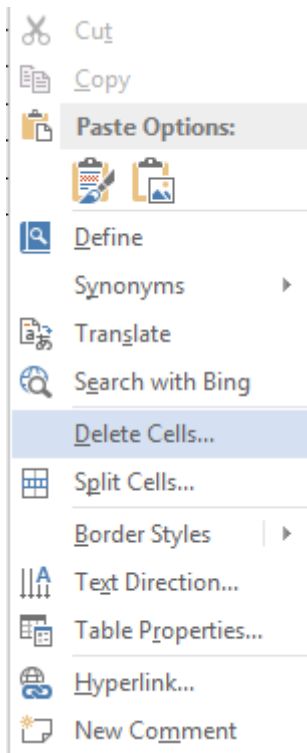 Cut
Copy
Paste Options:
Define
Synonyms
Translate
Search with Bing
Delete Cells...
Split Cells...
Border Styles
Text Direction...
Table Properties...
Hyperlink...
New Comment